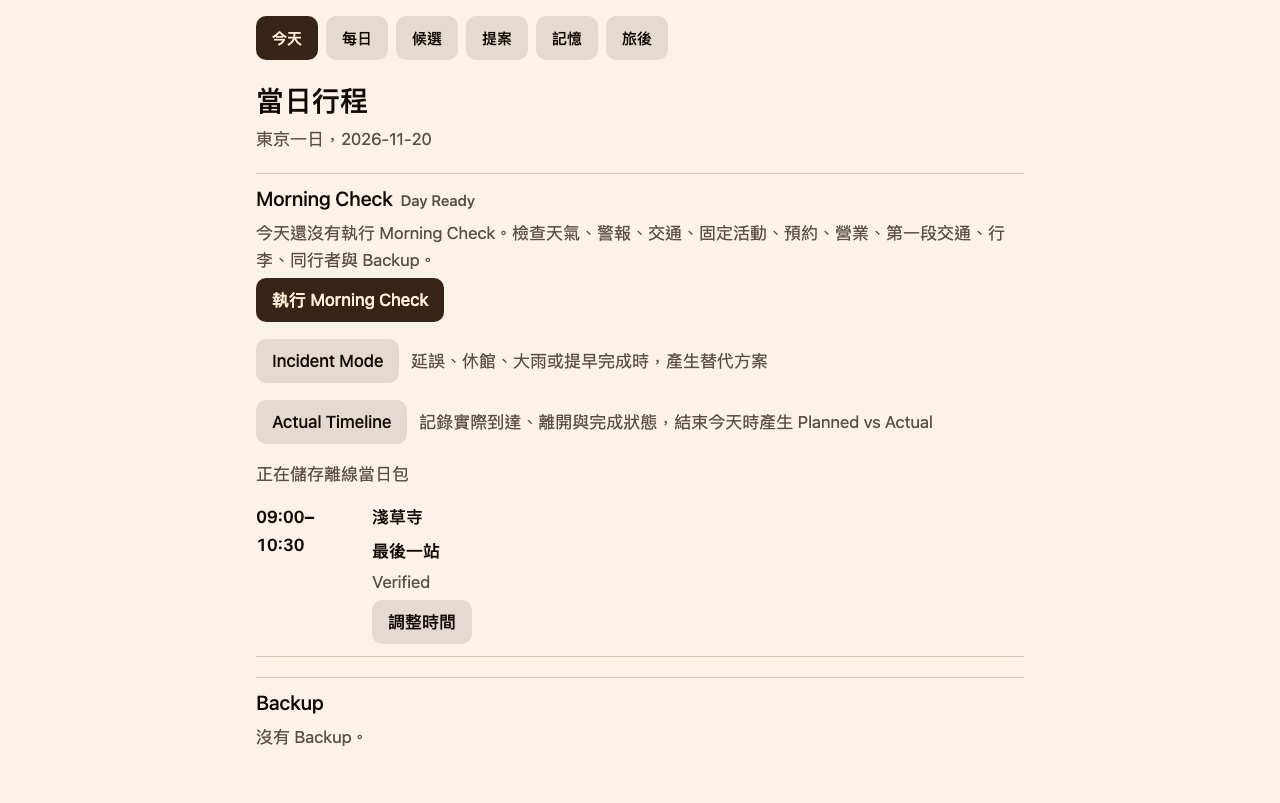 今天 每日 候選 提案 記憶 旅後
當日行程
東京一日，2026-11-20
Morning Check Day Ready
今天還沒有執行 Morning Check。檢查天氣、警報、交通、固定活動、預約、營業、第一段交通、行
李、同行者與 Backup。
執行 Morning Check
Incident Mode 延誤、休館、大雨或提早完成時，產生替代方案
Actual Timeline 記錄實際到達、離開與完成狀態，結束今天時產生 Planned vs Actual
正在儲存離線當日包
09:00–
10:30
淺草寺
最後一站
Verified
調整時間
Backup
沒有 Backup。